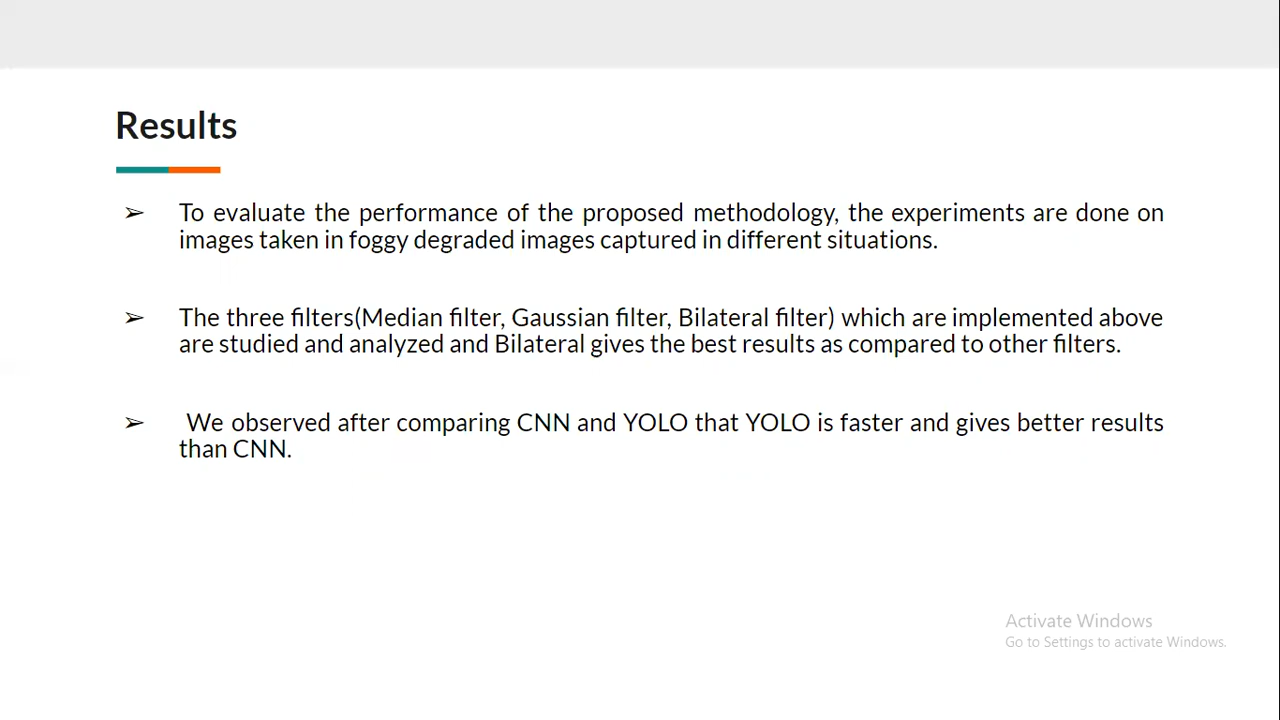 Results
➢ To evaluate the performance of the proposed methodology, the experiments are done on
images taken in foggy degraded images captured in different situations.
➢ The three filters(Median filter, Gaussian filter, Bilateral filter) which are implemented above
are studied and analyzed and Bilateral gives the best results as compared to other filters.
➢ We observed after comparing CNN and YOLO that YOLO is faster and gives better results
than CNN.
Activate Windows
Go to Settings to activate Windows.